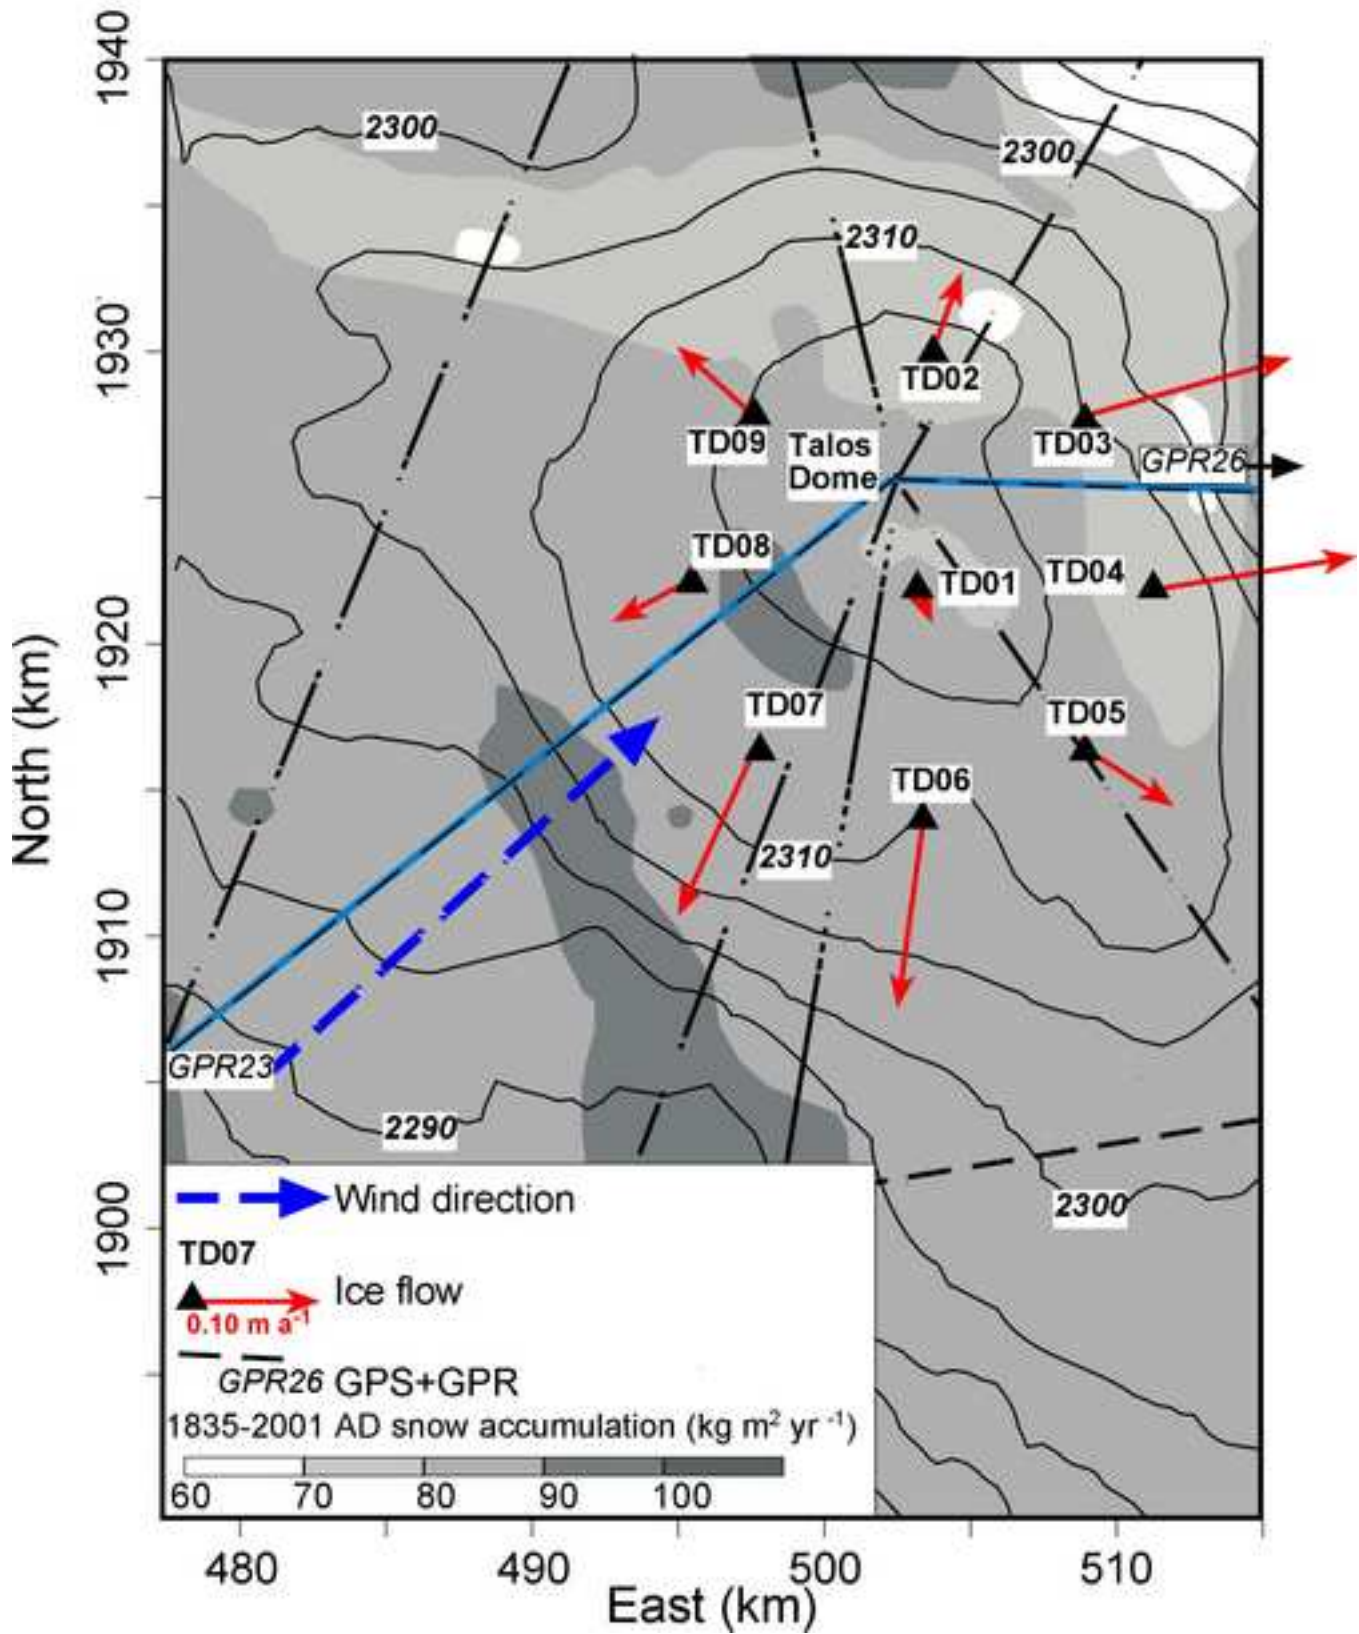 1940
2300
2300
2310
1930
TD02
TD09
Talos
Dome
TD03
GPR26
TD08
TD01
TD04
1920
North (km)
TD07
TD05
TD06
2310
1910
GPR23
2290
Wind direction
2300
1900
TD07
Ice flow
0.10 m a⁻¹
GPR26 GPS+GPR
1835-2001 AD snow accumulation (kg m² yr ⁻¹)
60 70 80 90 100
480 490 500 510
East (km)